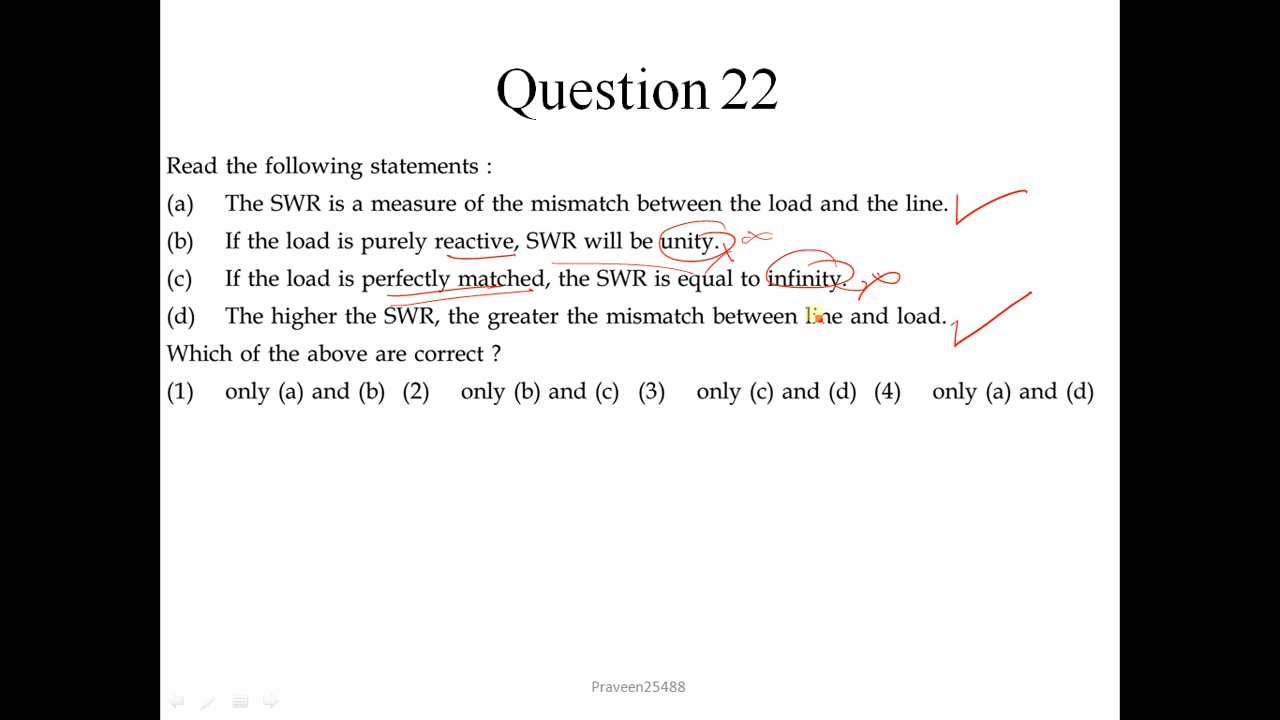 Question 22
Read the following statements :
(a) The SWR is a measure of the mismatch between the load and the line.
(b) If the load is purely reactive, SWR will be unity. ∞
(c) If the load is perfectly matched, the SWR is equal to infinity.
(d) The higher the SWR, the greater the mismatch between line and load.
Which of the above are correct ?
(1) only (a) and (b) (2) only (b) and (c) (3) only (c) and (d) (4) only (a) and (d)
Praveen25488